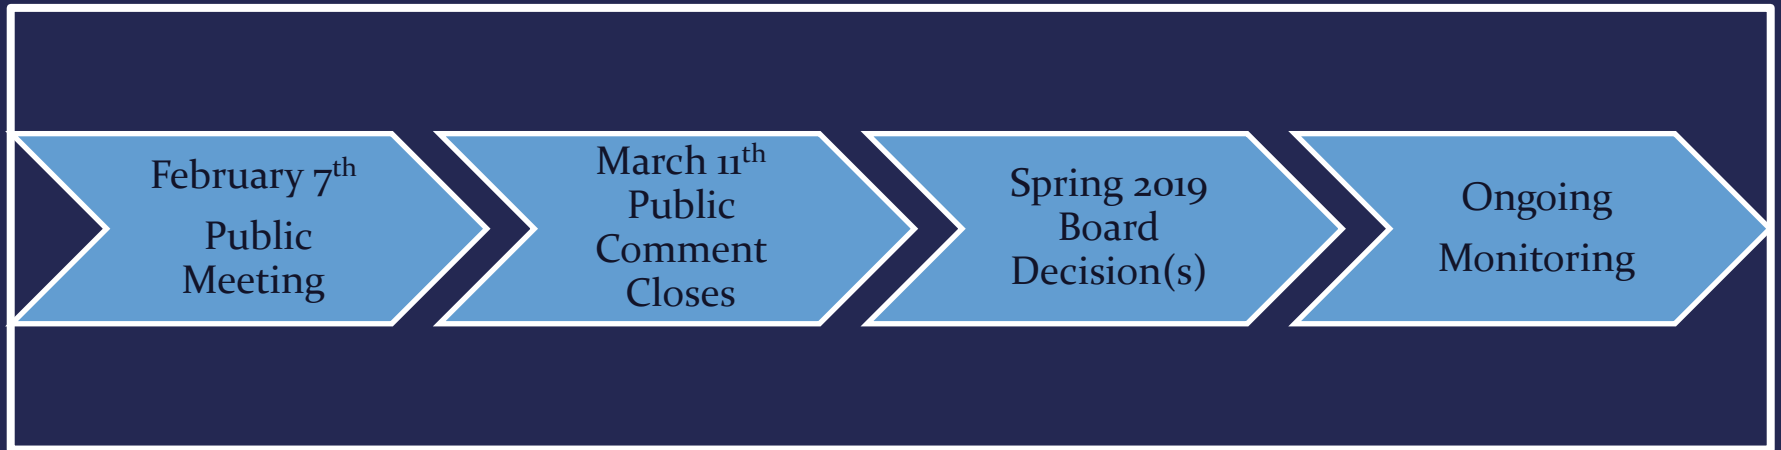 February 7th
Public
Meeting
March 11th
Public
Comment
Closes
Spring 2019
Board
Decision(s)
Ongoing
Monitoring